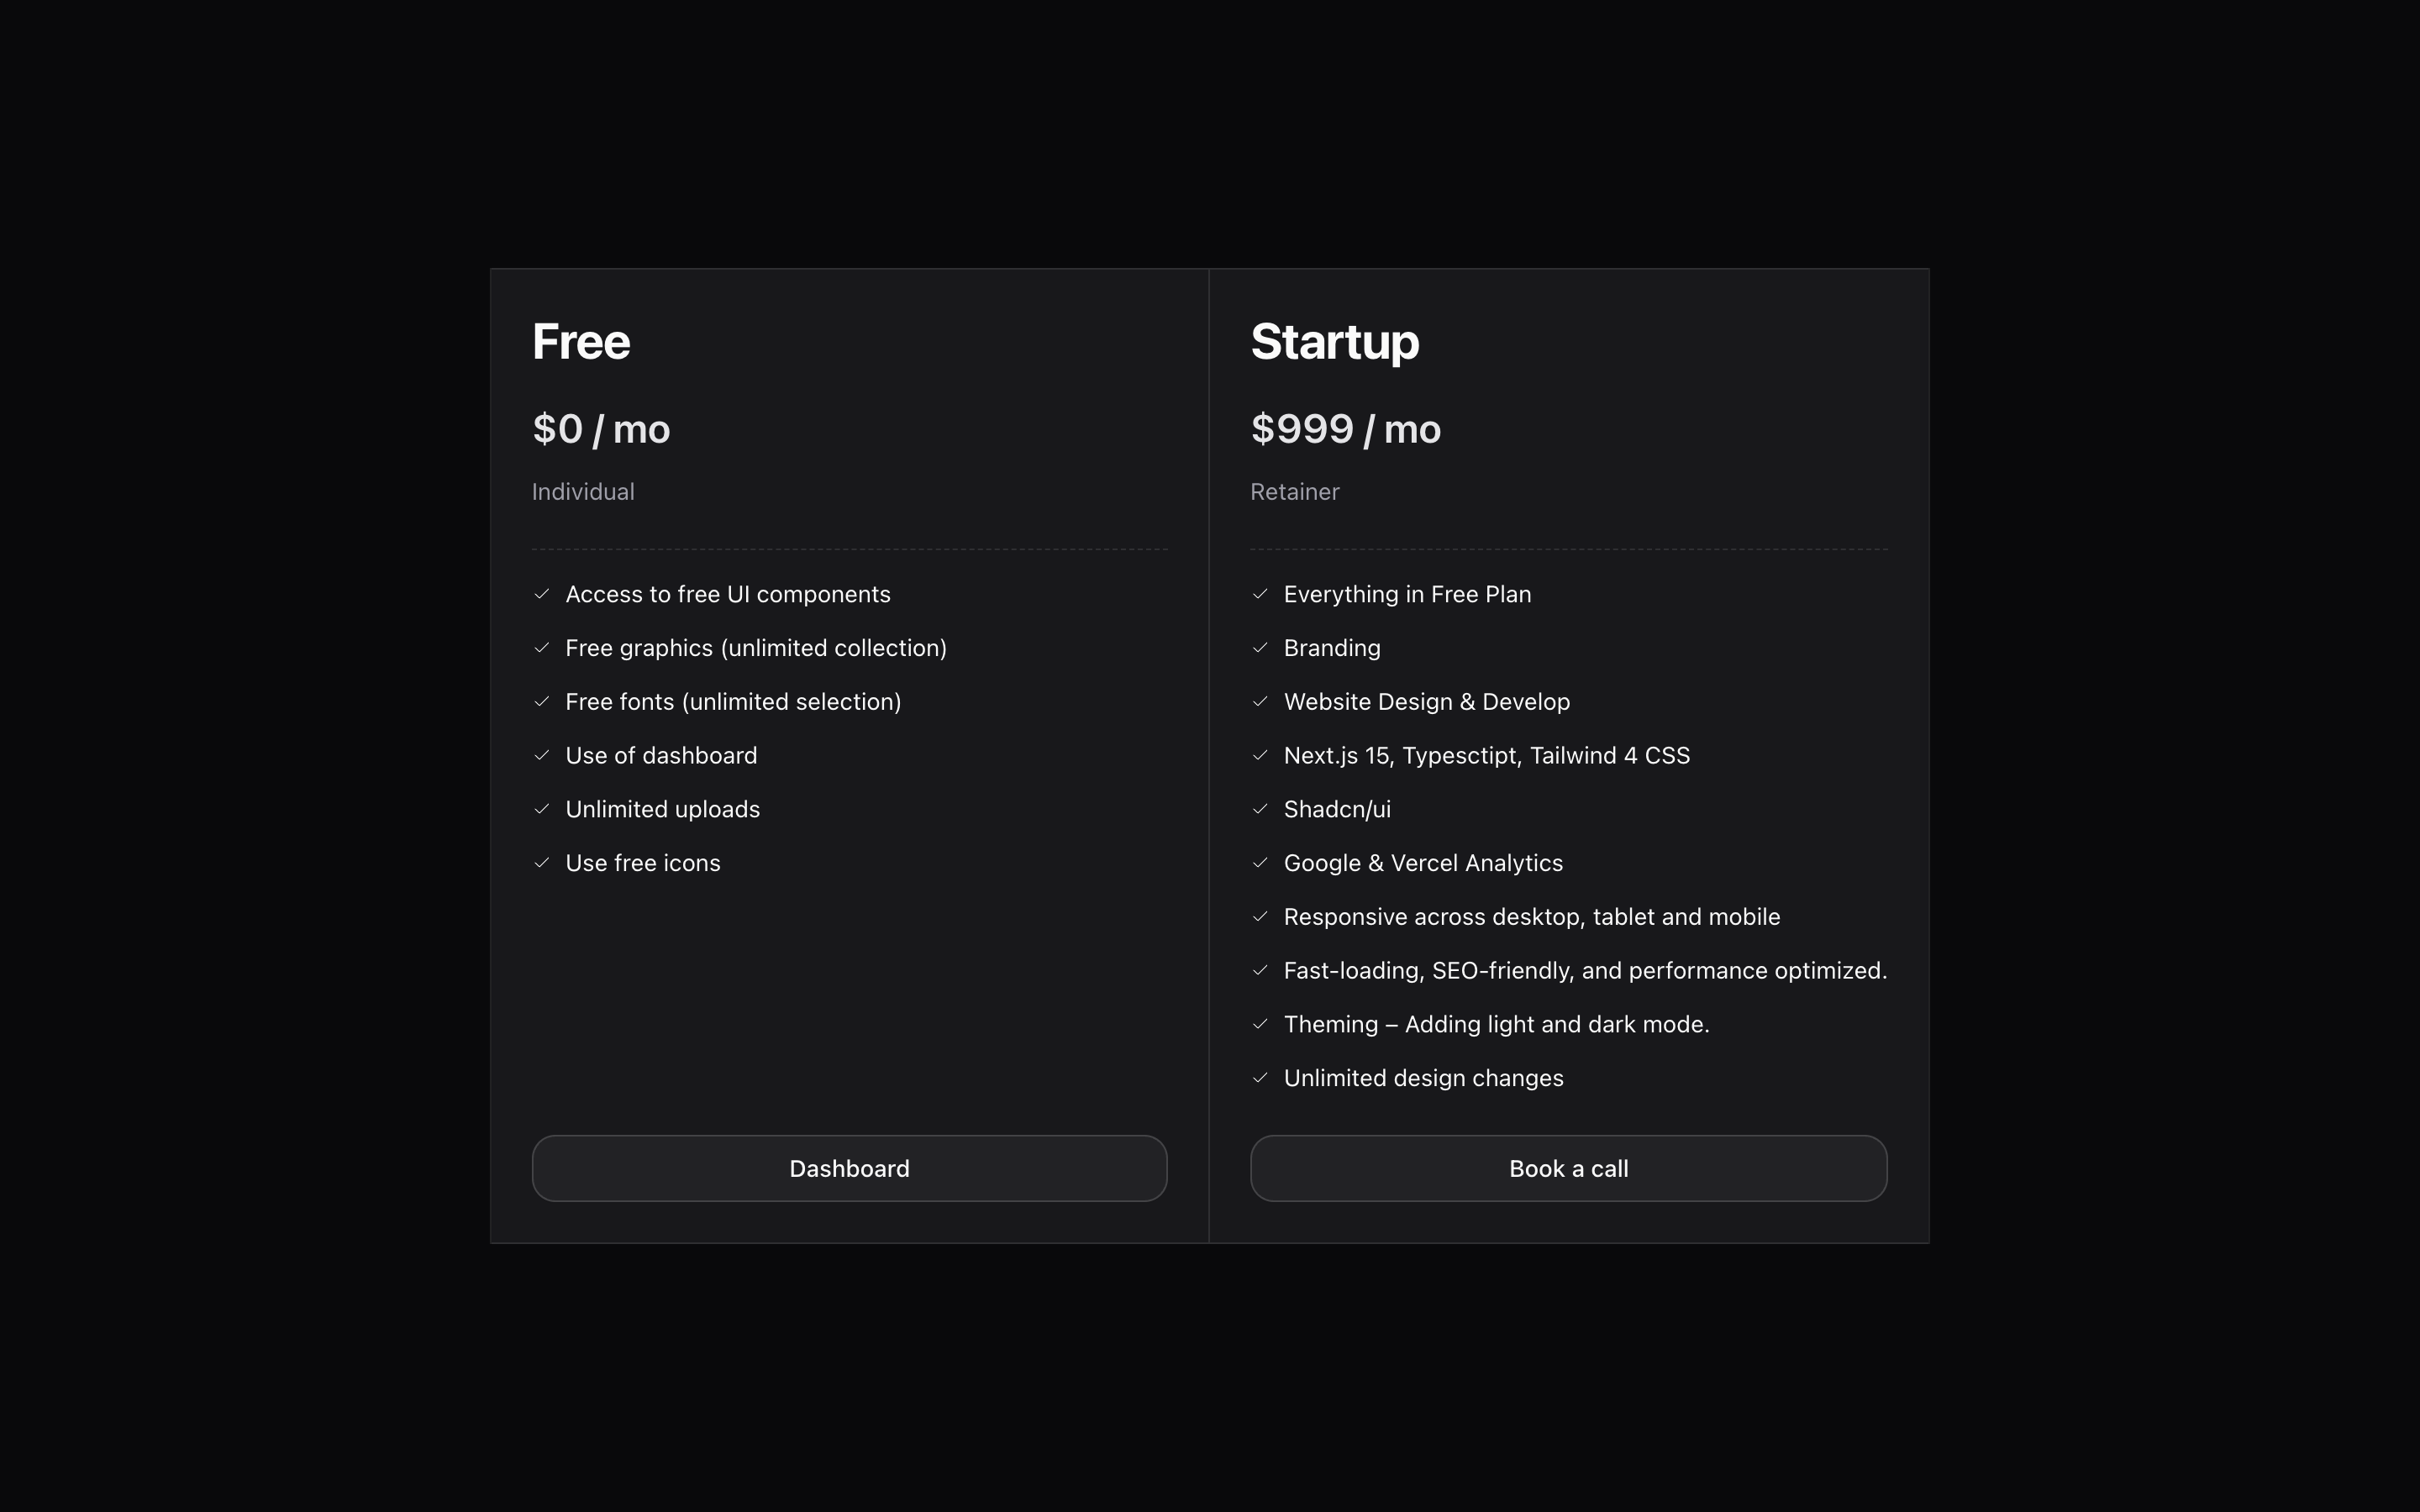 Free
$0 / mo
Individual
Access to free UI components
Free graphics (unlimited collection)
Free fonts (unlimited selection)
Use of dashboard
Unlimited uploads
Use free icons
Dashboard
Startup
$999 / mo
Retainer
Everything in Free Plan
Branding
Website Design & Develop
Next.js 15, Typesctipt, Tailwind 4 CSS
Shadcn/ui
Google & Vercel Analytics
Responsive across desktop, tablet and mobile
Fast-loading, SEO-friendly, and performance optimized.
Theming – Adding light and dark mode.
Unlimited design changes
Book a call